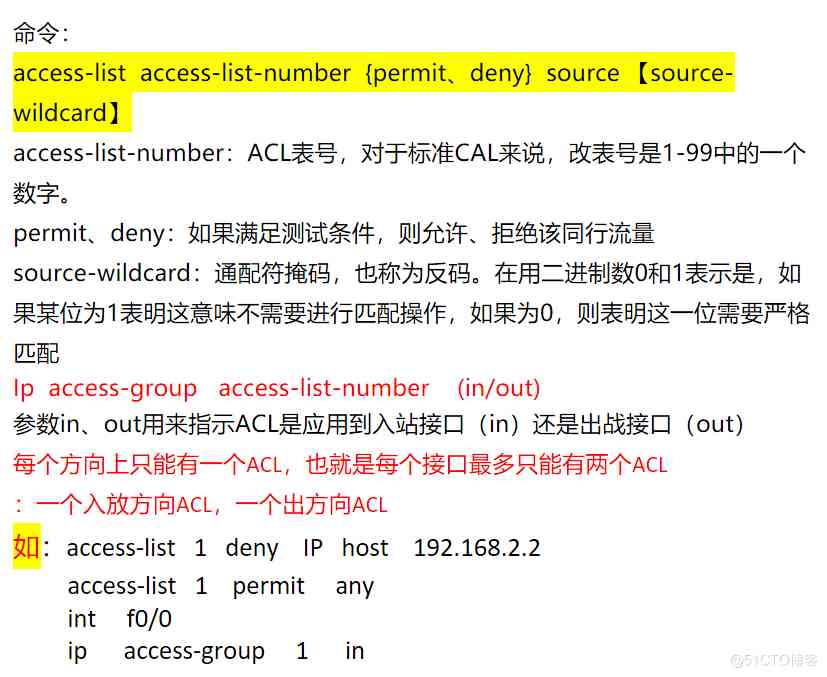 命令：
access-list access-list-number {permit、deny} source 【source-
wildcard】
access-list-number：ACL表号，对于标准CAL来说，改表号是1-99中的一个
数字。
permit、deny：如果满足测试条件，则允许、拒绝该同行流量
source-wildcard：通配符掩码，也称为反码。在用二进制数0和1表示是，如
果某位为1表明这意味不需要进行匹配操作，如果为0，则表明这一位需要严格
匹配
Ip access-group access-list-number (in/out)
参数in、out用来指示ACL是应用到入站接口（in）还是出战接口（out）
每个方向上只能有一个ACL，也就是每个接口最多只能有两个ACL
：一个入放方向ACL，一个出方向ACL
如：access-list 1 deny IP host 192.168.2.2
access-list 1 permit any
int f0/0
ip access-group 1 in
@51CTO博客